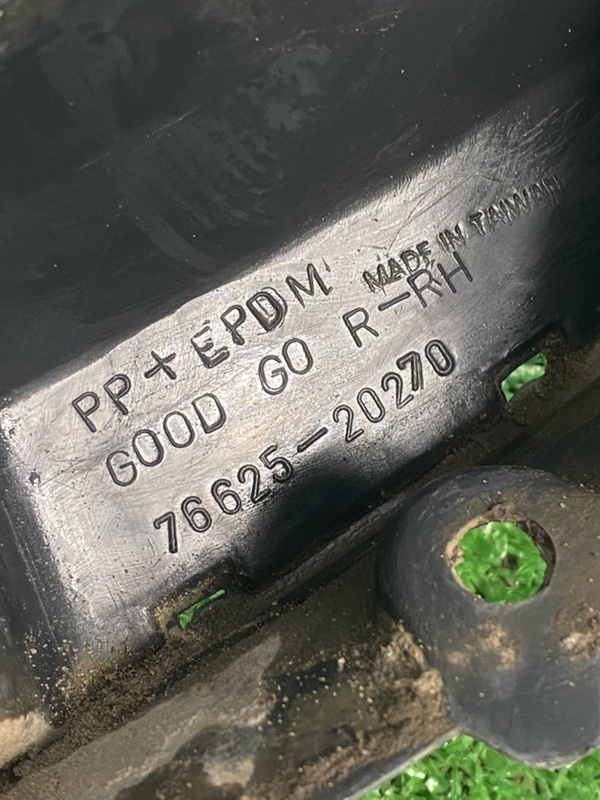 PP+EPDM MADE IN TAIWAN
GOOD GO R-RH
76625-20270